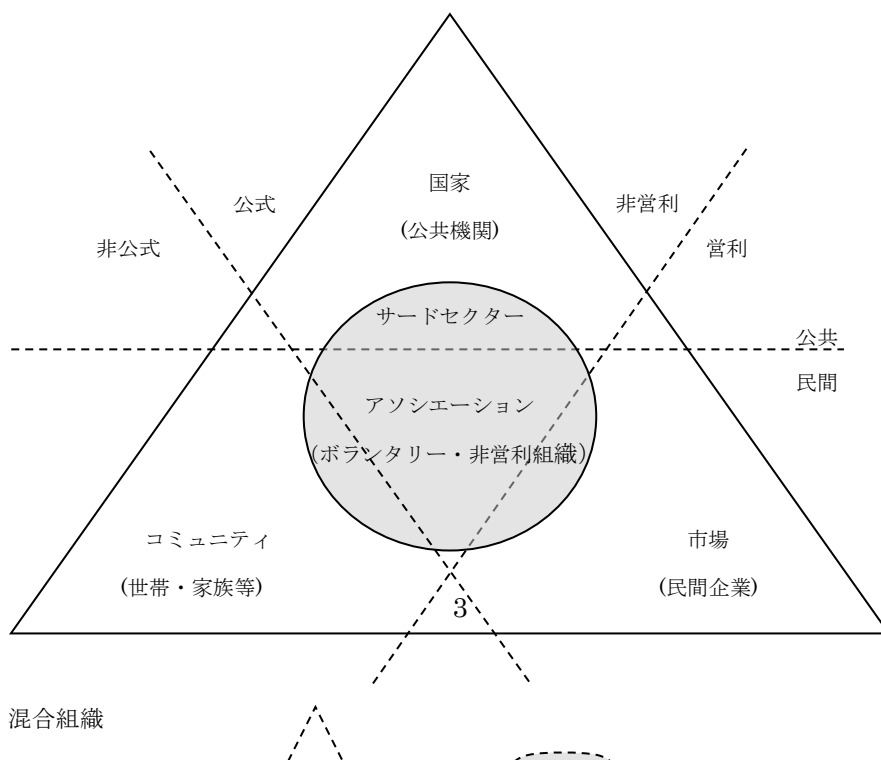 国家
公式
非営利
(公共機関)
非公式
営利
サードセクター
公共
民間
アソシエーション
(ボランタリー・非営利組織)
コミュニティ
市場
(世帯・家族等)
(民間企業)
3
混合組織